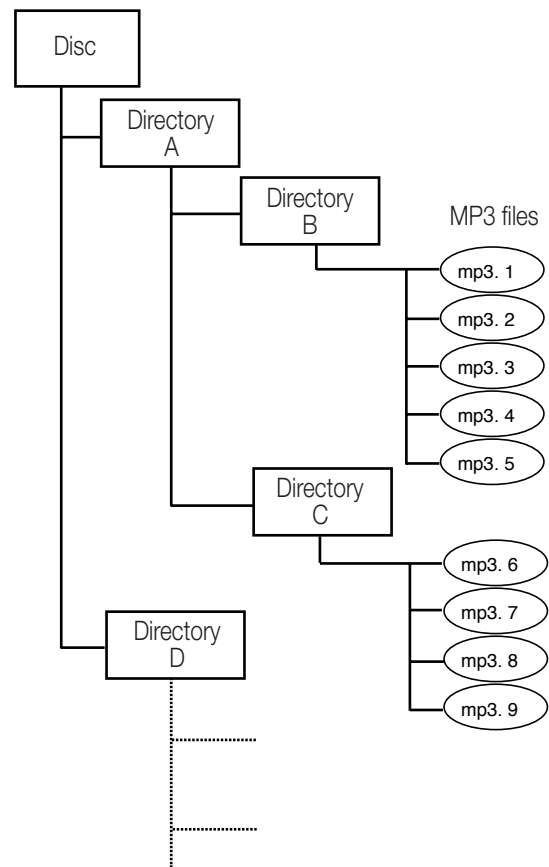 Disc
Directory
A
Directory
B
MP3 files
mp3. 1
mp3. 2
mp3. 3
mp3. 4
mp3. 5
Directory
C
mp3. 6
mp3. 7
mp3. 8
mp3. 9
Directory
D